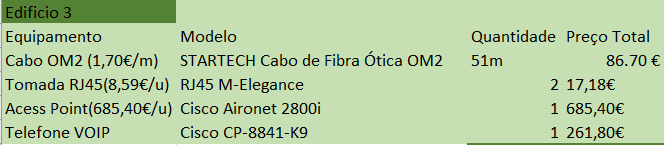 Edificio 3
Equipamento Modelo Quantidade Preço Total
Cabo OM2 (1,70€/m) STARTECH Cabo de Fibra Ótica OM2 51m 86.70 €
Tomada RJ45(8,59€/u) RJ45 M-Elegance 2 17,18€
Acess Point(685,40€/u) Cisco Aironet 2800i 1 685,40€
Telefone VOIP Cisco CP-8841-K9 1 261,80€